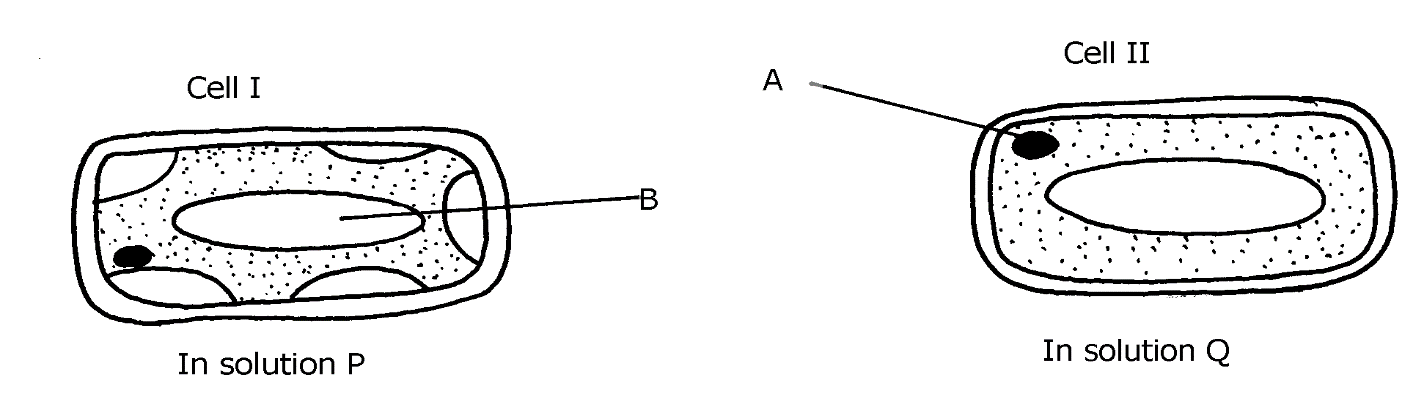 Cell I
B
In solution P
Cell II
A
In solution Q